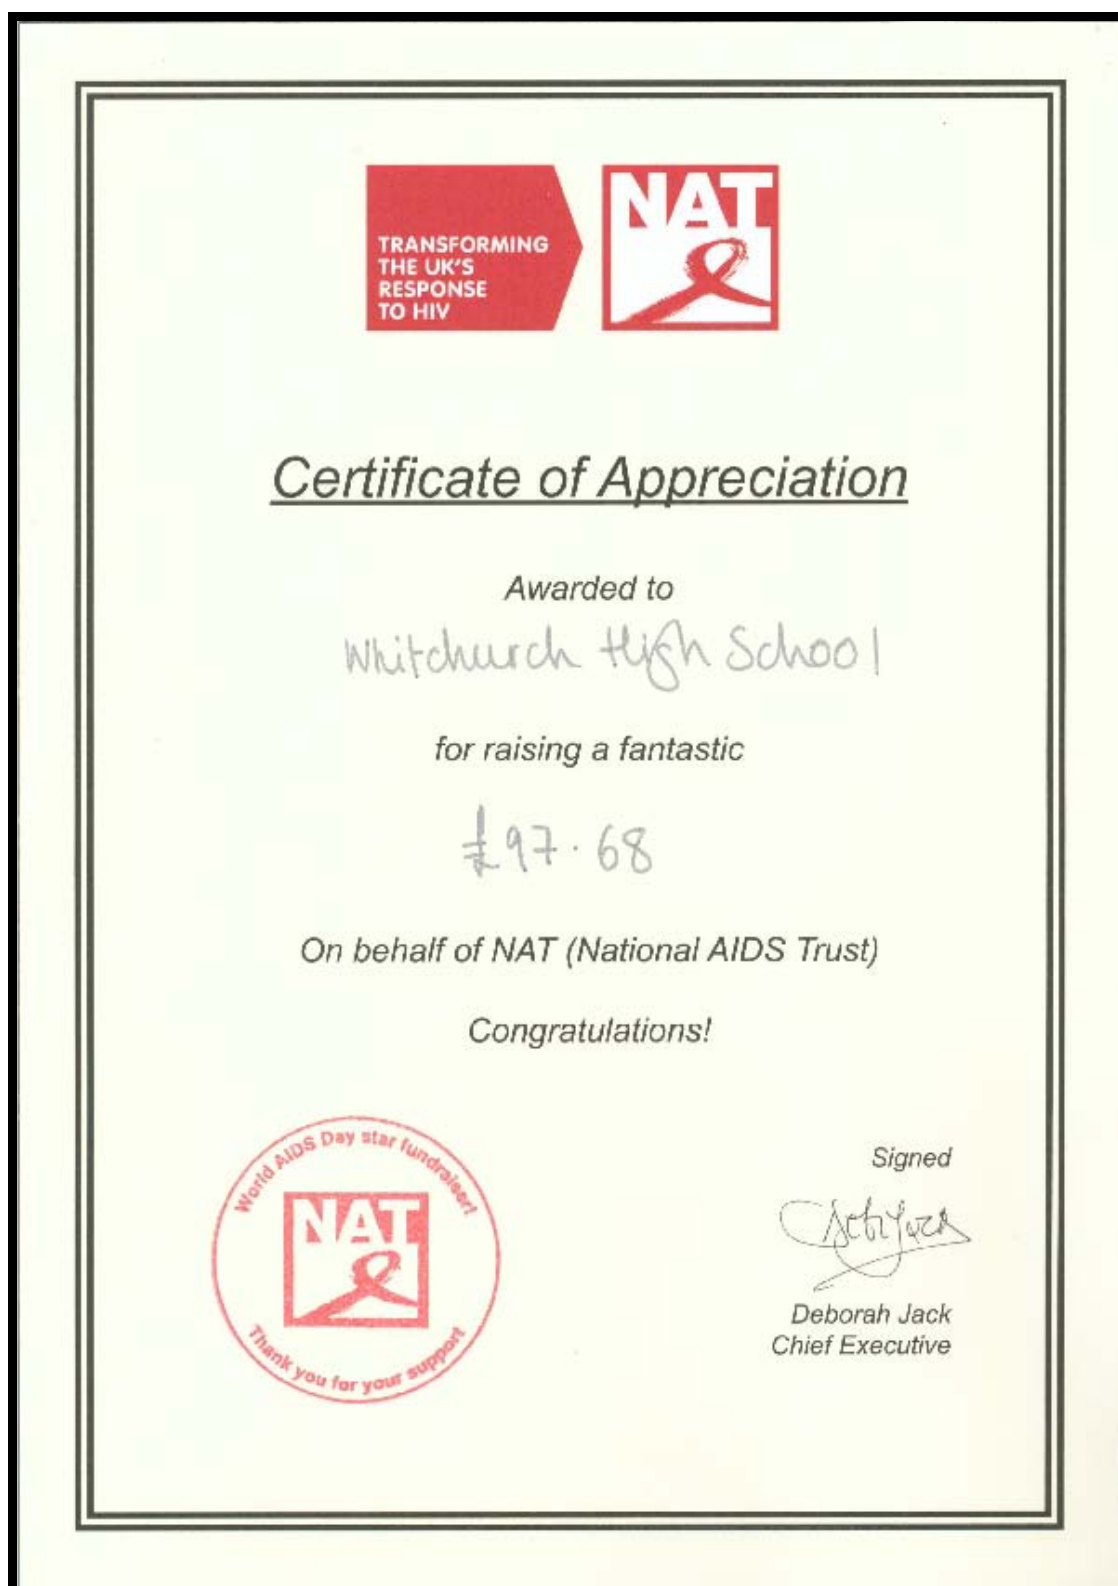 TRANSFORMING
THE UK'S
RESPONSE
TO HIV
NAT
Certificate of Appreciation
Awarded to
Whitchurch High School
for raising a fantastic
£97.68
On behalf of NAT (National AIDS Trust)
Congratulations!
World AIDS Day star fundraiser!
NAT
Thank you for your support
Signed
Deborah Jack
Chief Executive